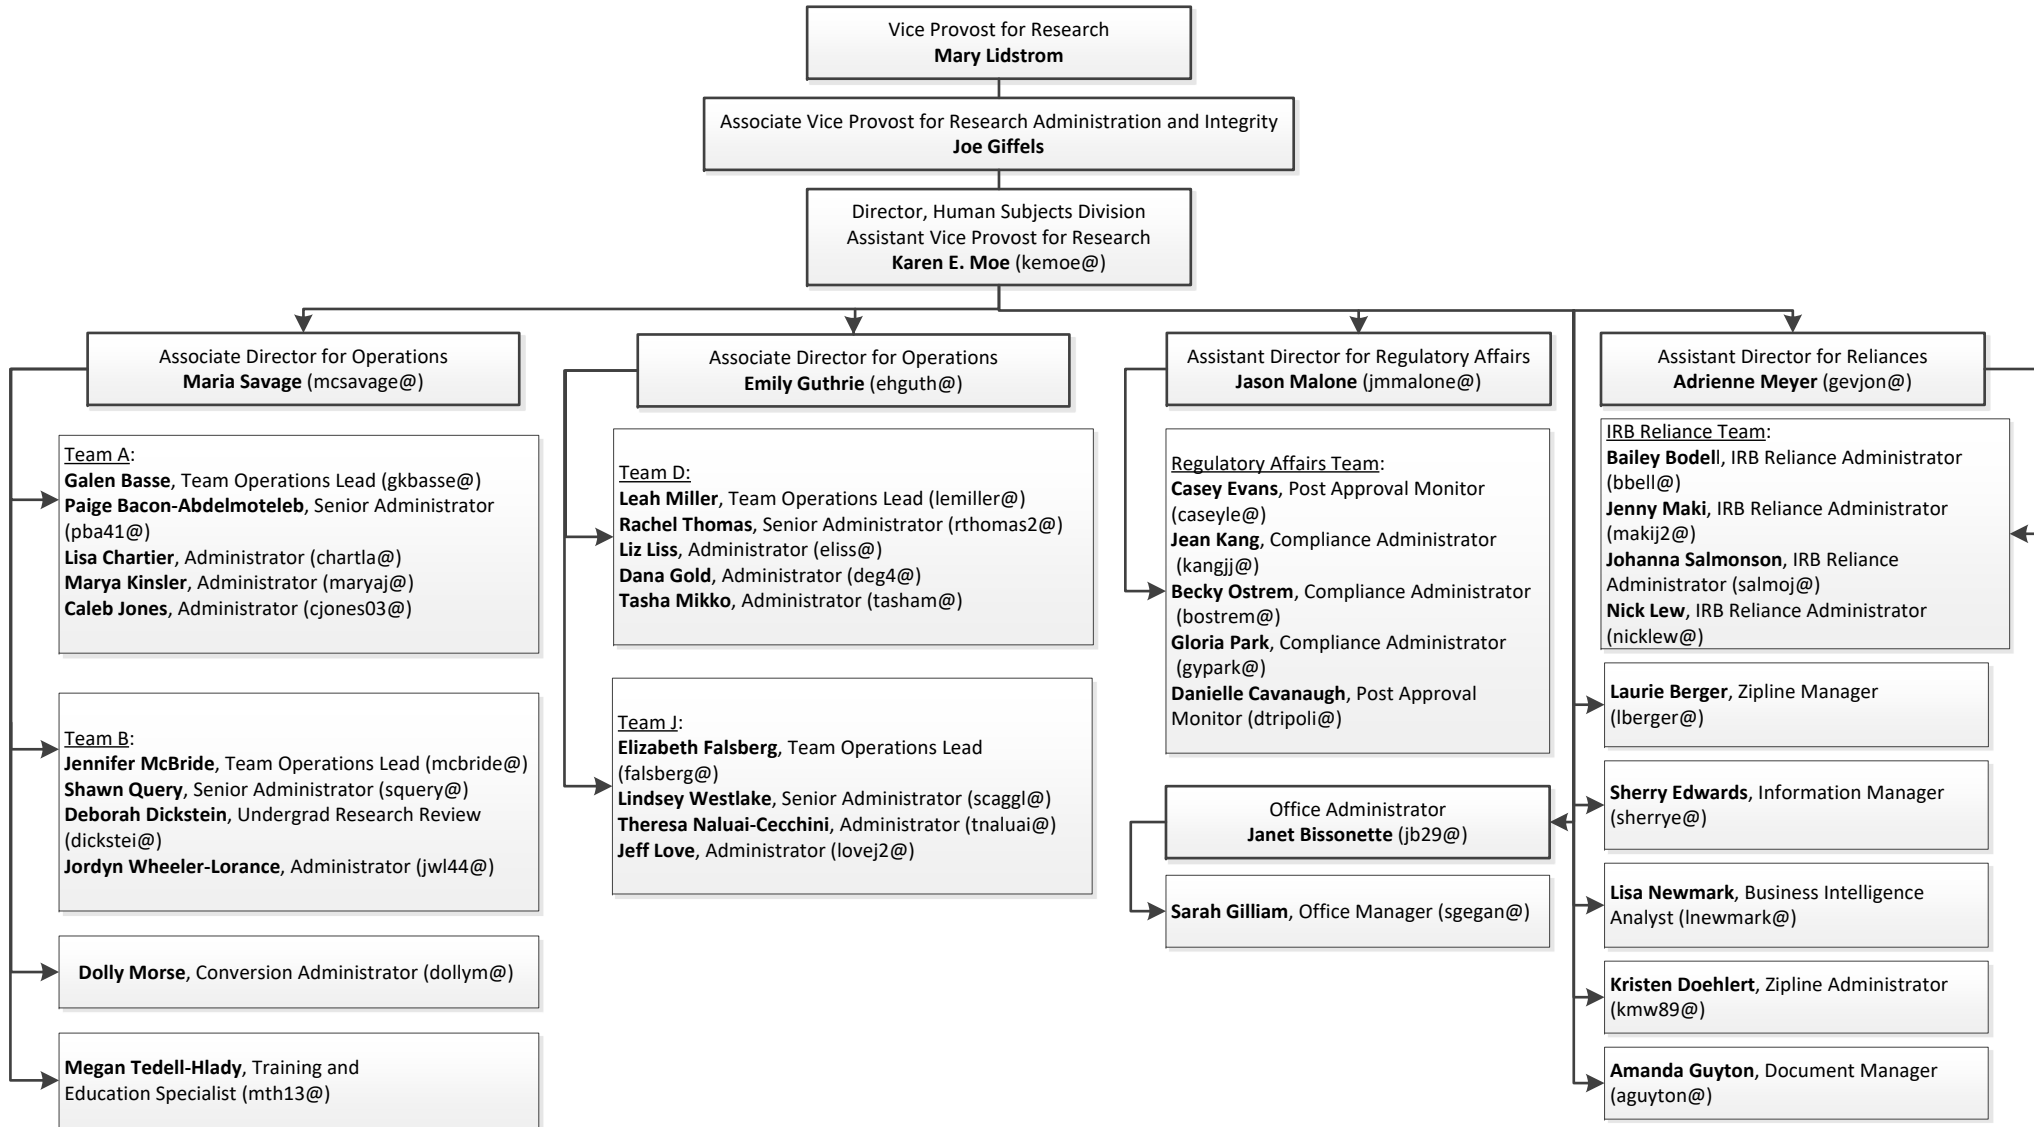 Vice Provost for Research
Mary Lidstrom
Associate Vice Provost for Research Administration and Integrity
Joe Giffels
Director, Human Subjects Division
Assistant Vice Provost for Research
Karen E. Moe (kemoe@)
Associate Director for Operations
Maria Savage (mcsavage@)
Team A:
Galen Basse, Team Operations Lead (gkbasse@)
Paige Bacon-Abdelmoteleb, Senior Administrator
(pba41@)
Lisa Chartier, Administrator (chartla@)
Marya Kinsler, Administrator (maryaj@)
Caleb Jones, Administrator (cjones03@)
Team B:
Jennifer McBride, Team Operations Lead (mcbride@)
Shawn Query, Senior Administrator (squery@)
Deborah Dickstein, Undergrad Research Review
(dickstei@)
Jordyn Wheeler-Lorance, Administrator (jwl44@)
Dolly Morse, Conversion Administrator (dollym@)
Megan Tedell-Hlady, Training and
Education Specialist (mth13@)
Associate Director for Operations
Emily Guthrie (ehguth@)
Team D:
Leah Miller, Team Operations Lead (lemiller@)
Rachel Thomas, Senior Administrator (rthomas2@)
Liz Liss, Administrator (eliss@)
Dana Gold, Administrator (deg4@)
Tasha Mikko, Administrator (tasham@)
Team J:
Elizabeth Falsberg, Team Operations Lead
(falsberg@)
Lindsey Westlake, Senior Administrator (scaggl@)
Theresa Naluai-Cecchini, Administrator (tnaluai@)
Jeff Love, Administrator (lovej2@)
Assistant Director for Regulatory Affairs
Jason Malone (jmmalone@)
Regulatory Affairs Team:
Casey Evans, Post Approval Monitor
(caseyle@)
Jean Kang, Compliance Administrator
(kangjj@)
Becky Ostrem, Compliance Administrator
(bostrem@)
Gloria Park, Compliance Administrator
(gypark@)
Danielle Cavanaugh, Post Approval
Monitor (dtripoli@)
Office Administrator
Janet Bissonette (jb29@)
Sarah Gilliam, Office Manager (sgegan@)
Assistant Director for Reliances
Adrienne Meyer (gevjon@)
IRB Reliance Team:
Bailey Bodell, IRB Reliance Administrator
(bbell@)
Jenny Maki, IRB Reliance Administrator
(makij2@)
Johanna Salmonson, IRB Reliance
Administrator (salmoj@)
Nick Lew, IRB Reliance Administrator
(nicklew@)
Laurie Berger, Zipline Manager
(lberger@)
Sherry Edwards, Information Manager
(sherrye@)
Lisa Newmark, Business Intelligence
Analyst (lnewmark@)
Kristen Doehlert, Zipline Administrator
(kmw89@)
Amanda Guyton, Document Manager
(aguyton@)